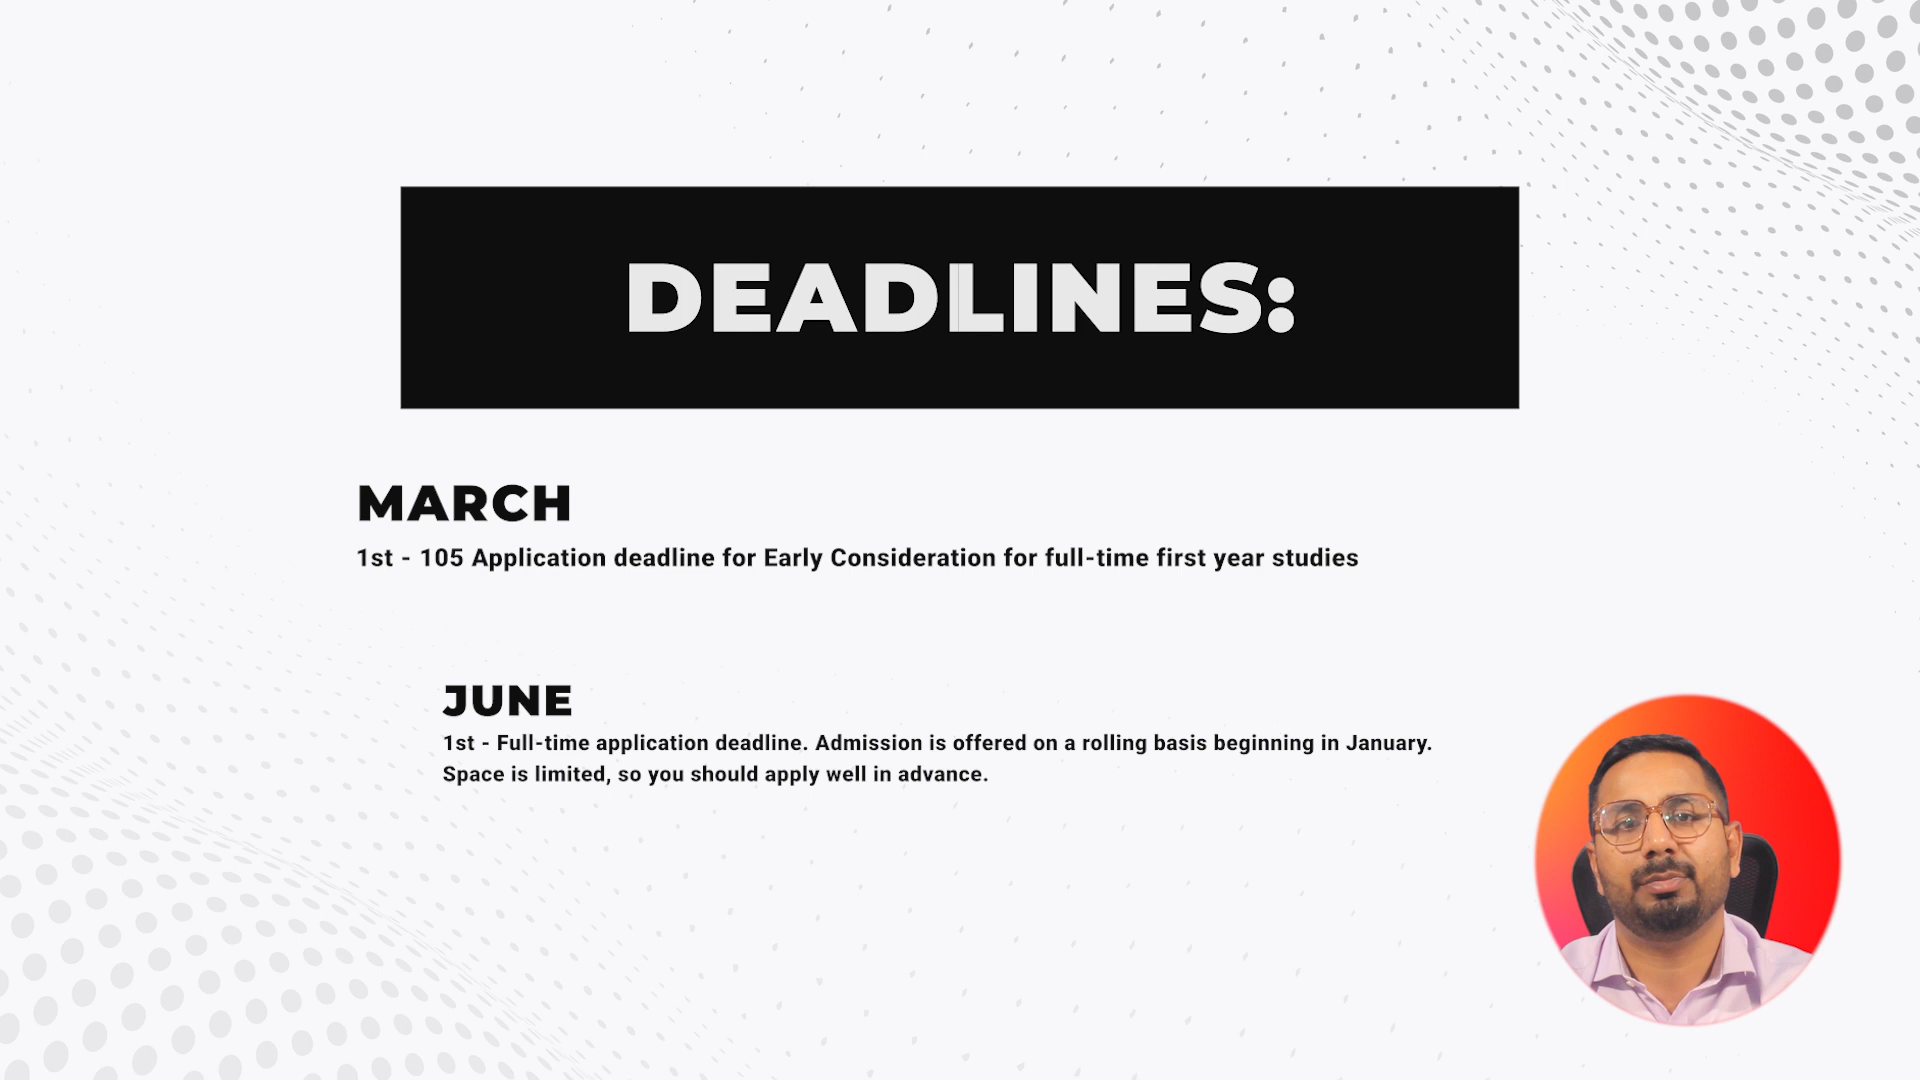 DEADLINES:
MARCH
1st - 105 Application deadline for Early Consideration for full-time first year studies
JUNE
1st - Full-time application deadline. Admission is offered on a rolling basis beginning in January.
Space is limited, so you should apply well in advance.